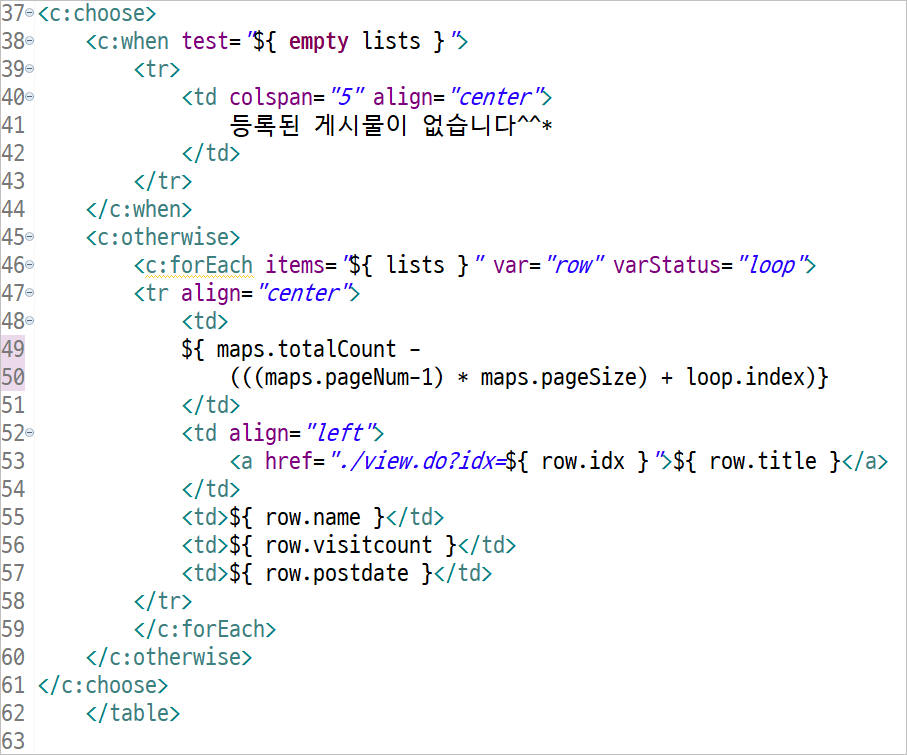 37 <c:choose>
38     <c:when test="${ empty lists }">
39         <tr>
40             <td colspan="5" align="center">
41                 등록된 게시물이 없습니다^^*
42             </td>
43         </tr>
44     </c:when>
45     <c:otherwise>
46         <c:forEach items="${ lists }" var="row" varStatus="loop">
47         <tr align="center">
48             <td>
49             ${ maps.totalCount -
50                 (((maps.pageNum-1) * maps.pageSize) + loop.index)}
51             </td>
52             <td align="left">
53                 <a href="./view.do?idx=${ row.idx }">${ row.title }</a>
54             </td>
55             <td>${ row.name }</td>
56             <td>${ row.visitcount }</td>
57             <td>${ row.postdate }</td>
58         </tr>
59         </c:forEach>
60     </c:otherwise>
61 </c:choose>
62     </table>
63